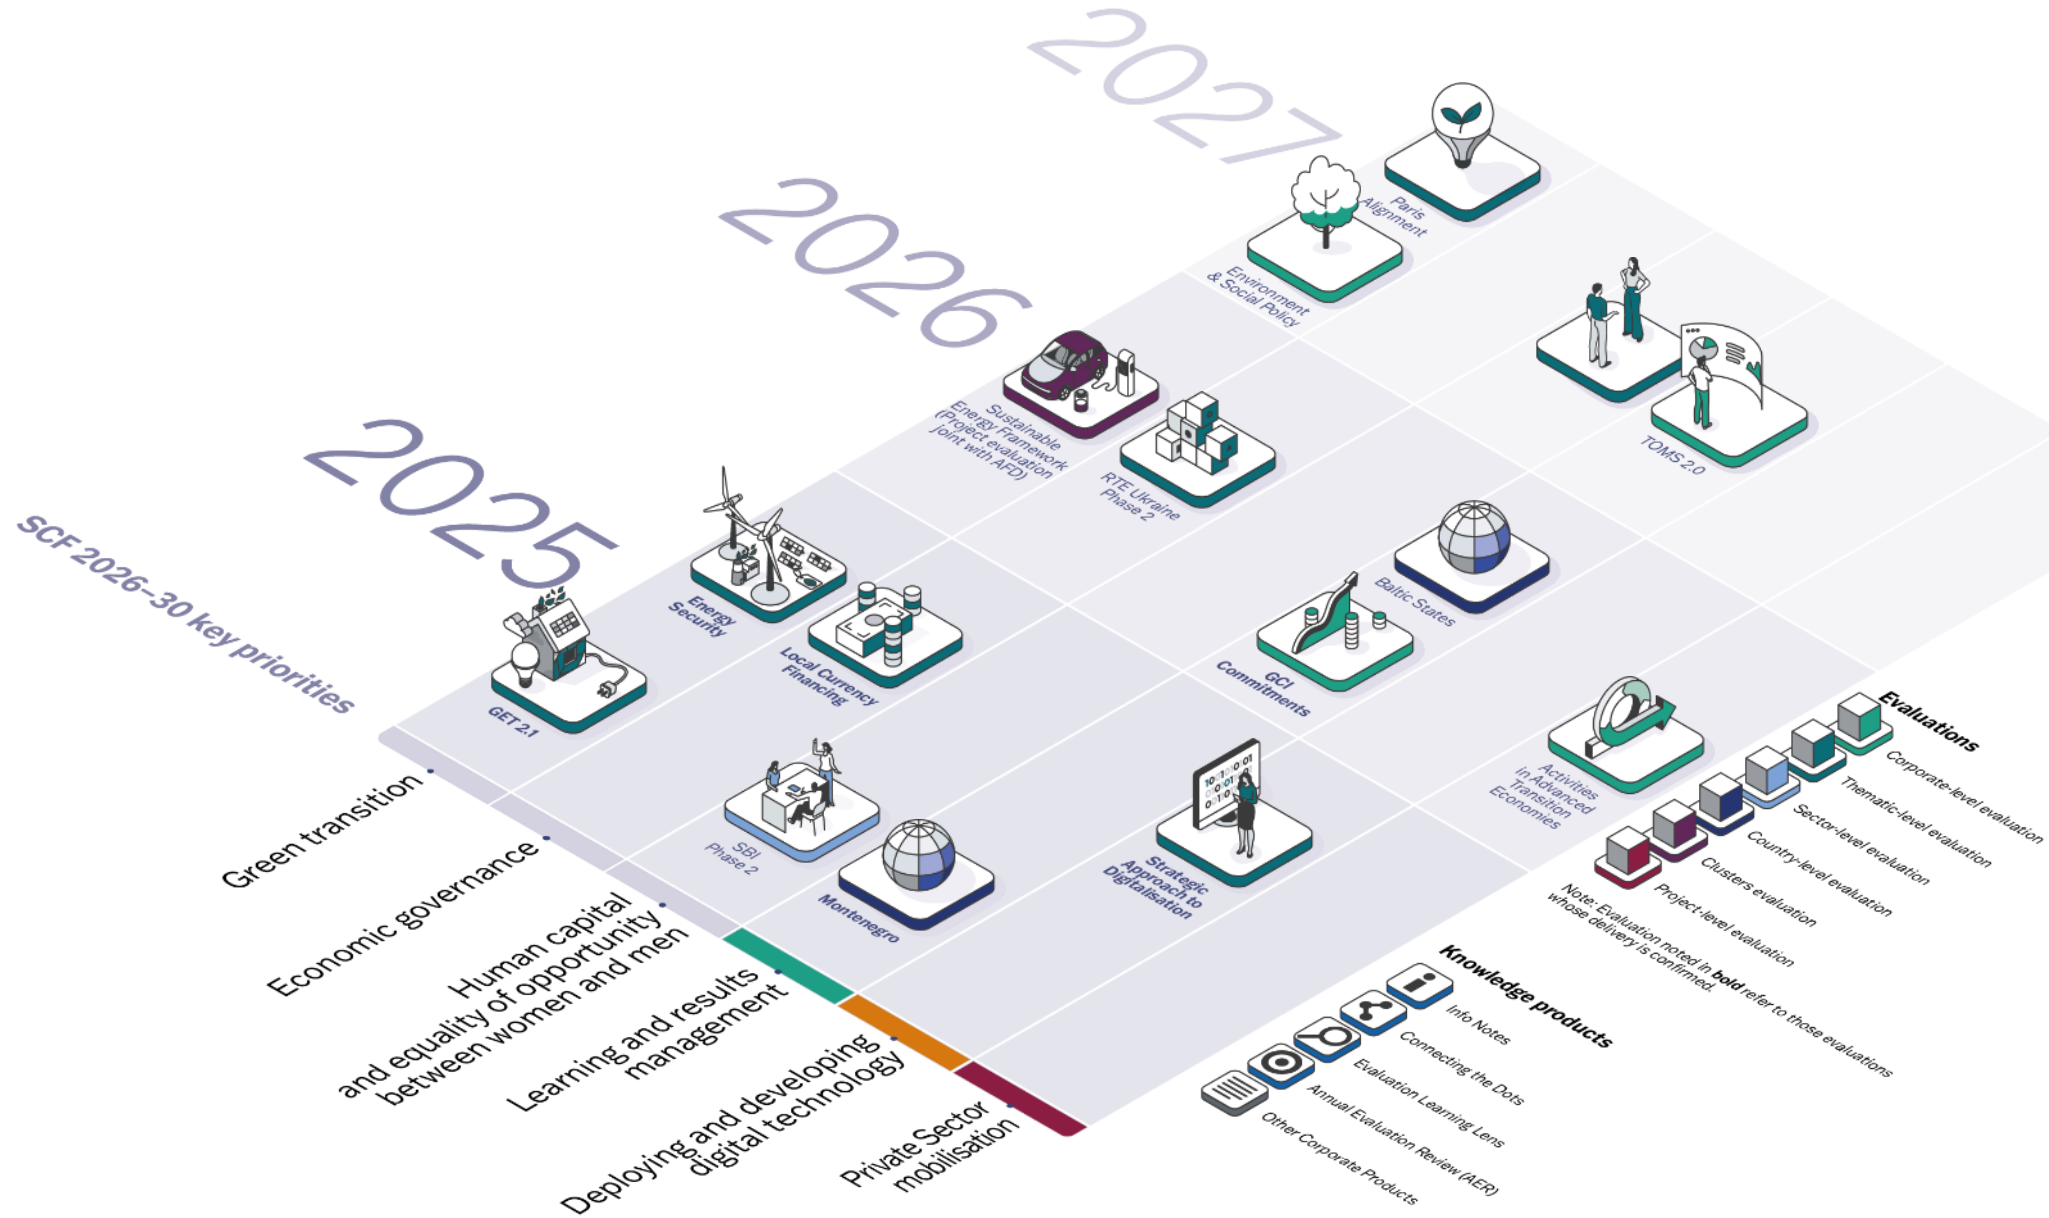 2027
2026
2025
SCF 2026–30 key priorities
Paris
Alignment
Environment
& Social Policy
TOMS 2.0
Sustainable
Energy Framework
(Project evaluation
joint with AFD)
RTE Ukraine
Phase 2
Baltic States
GCI
Commitments
Activities
in Advanced
Transition
Economies
Energy
Security
Local Currency
Financing
GET 2.1
SBI
Phase 2
Montenegro
Strategic
Approach to
Digitalisation
Green transition
Economic governance
Human capital
and equality of opportunity
between women and men
Learning and results
management
Deploying and developing
digital technology
Private Sector
mobilisation
Evaluations
Corporate-level evaluation
Thematic-level evaluation
Sector-level evaluation
Country-level evaluation
Clusters evaluation
Project-level evaluation
Note: Evaluation noted in bold refer to those evaluations
whose delivery is confirmed.
Knowledge products
Info Notes
Connecting the Dots
Evaluation Learning Lens
Annual Evaluation Review (AER)
Other Corporate Products